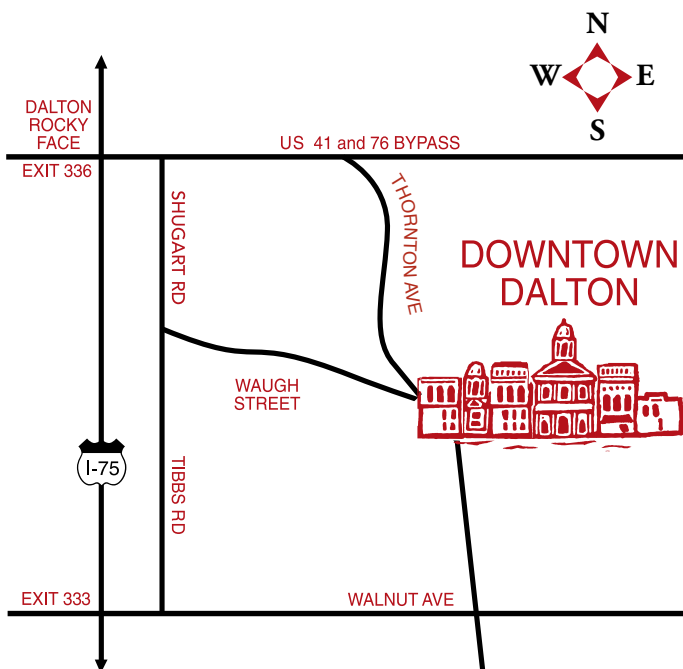 N
W E
S
DALTON
ROCKY
FACE
US 41 and 76 BYPASS
EXIT 336
SHUGART RD
THORNTON AVE
DOWNTOWN
DALTON
WAUGH
STREET
I-75
TIBBS RD
EXIT 333
WALNUT AVE